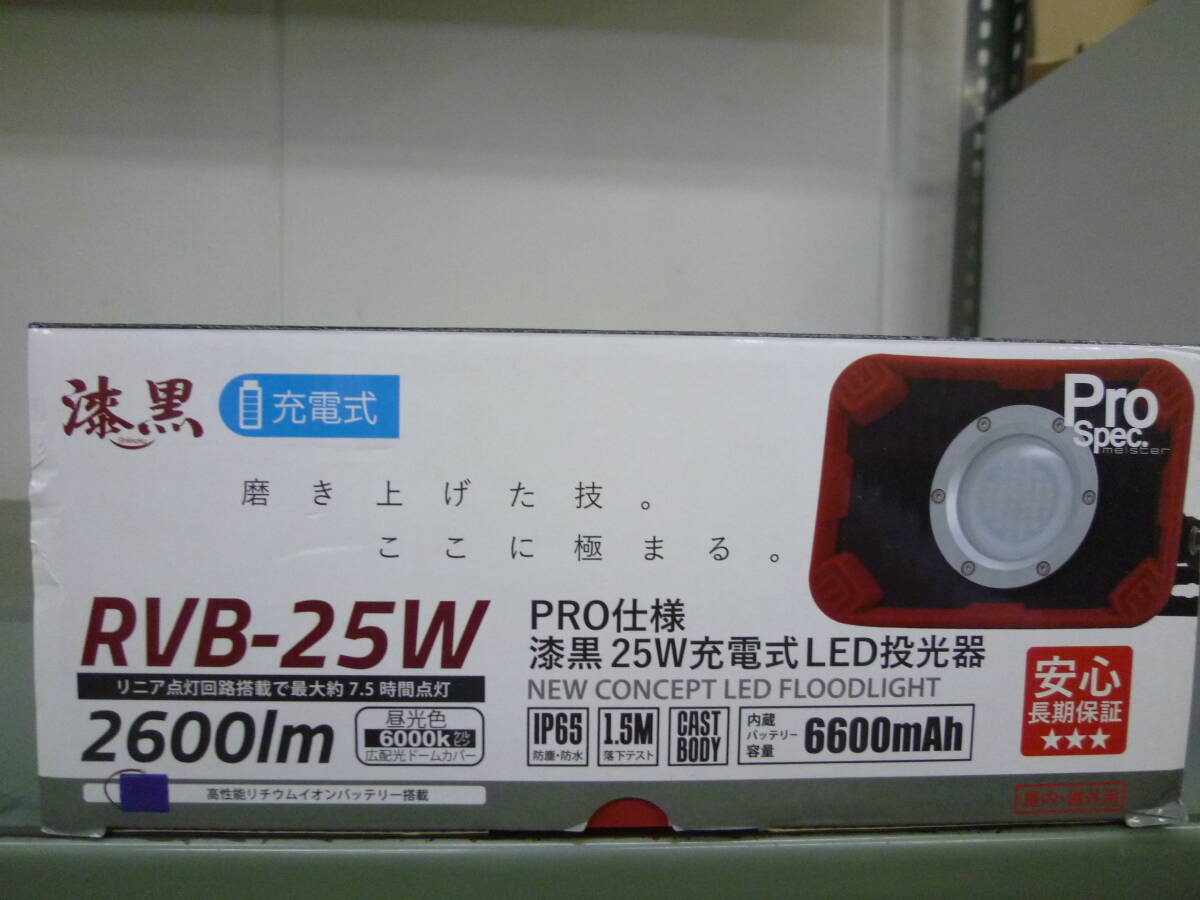 漆黒
Shikkoku
充電式
Pro
Spec.
meister
磨き上げた技。
ここに極まる。
RVB-25W
リニア点灯回路搭載で最大約7.5時間点灯
2600lm
昼光色
6000k ケルビン
広配光ドームカバー
高性能リチウムイオンバッテリー搭載
PRO仕様
漆黒 25W充電式LED投光器
NEW CONCEPT LED FLOODLIGHT
IP65
防塵・防水
1.5M
落下テスト
CAST
BODY
内蔵
バッテリー
容量
6600mAh
安心
長期保証
★★★
屋内・屋外用